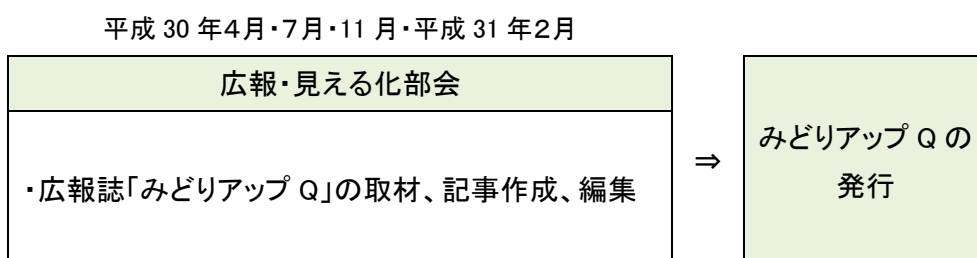 平成 30 年4月・7月・11 月・平成 31 年2月
広報・見える化部会
・広報誌「みどりアップ Q」の取材、記事作成、編集
⇒
みどりアップ Q の
発行